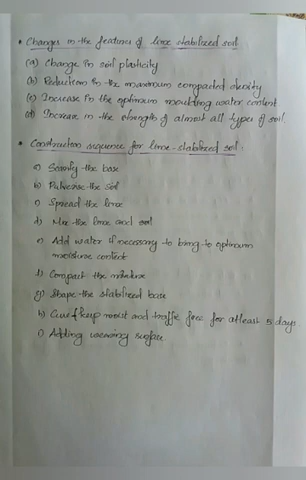 • Changes in the features of lime stabilized soil
(a) Change in soil plasticity
(b) Reduction in the maximum compacted density
(c) Increase in the optimum moulding water content
(d) Increase in the strength of almost all types of soil
• Construction sequence for lime-stabilized soil:
a) Scarify the base
b) Pulverise the soil
c) Spread the lime
d) Mix the lime and soil
e) Add water if necessary to bring to optimum
moisture content
f) Compact the mixture
g) Shape the stabilized base
h) Cure & keep moist and traffic free for atleast 5 days.
i) Adding wearing surface.